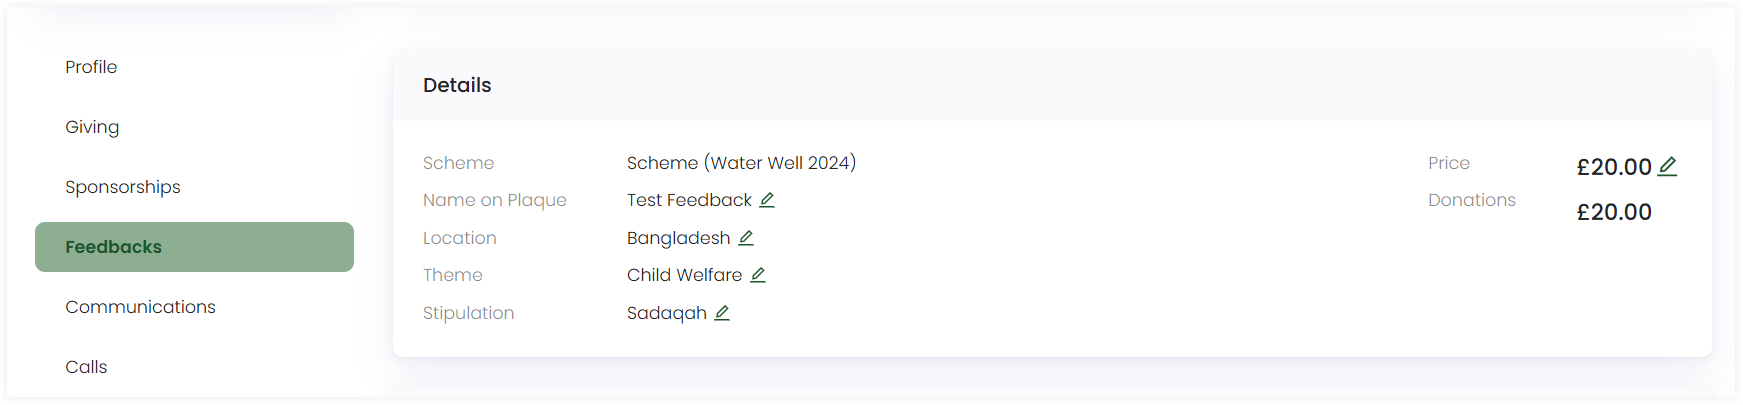 Profile
Giving
Sponsorships
Feedbacks
Communications
Calls
Details
Scheme Scheme (Water Well 2024)
Name on Plaque Test Feedback
Location Bangladesh
Theme Child Welfare
Stipulation Sadaqah
Price £20.00
Donations £20.00